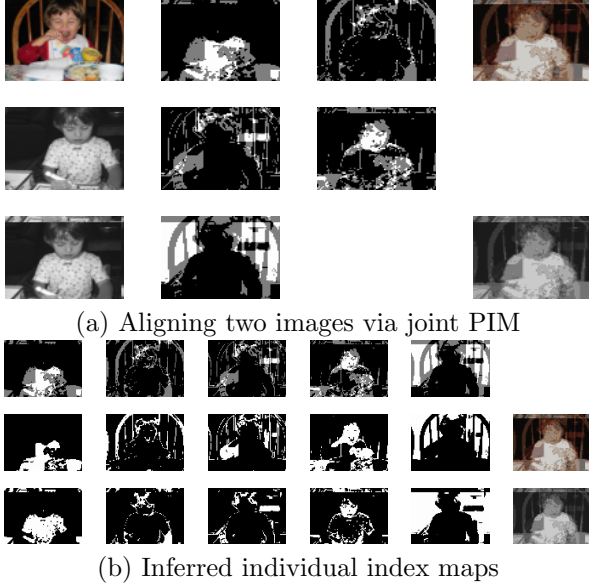 (a) Aligning two images via joint PIM
(b) Inferred individual index maps